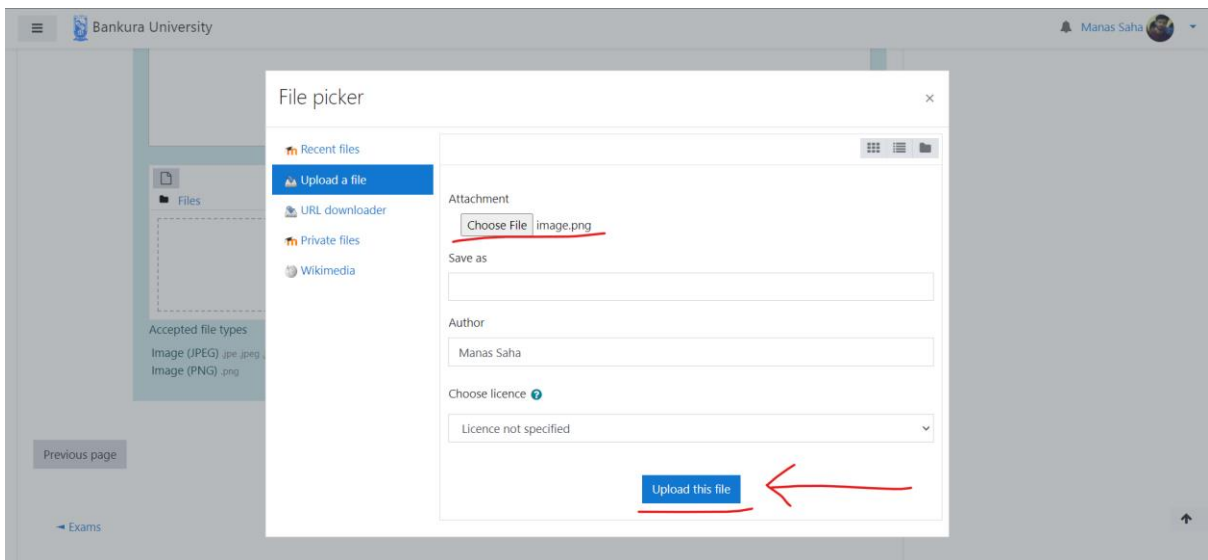 Bankura University
Manas Saha
File picker
Recent files
Upload a file
URL downloader
Private files
Wikimedia
Attachment
Choose File image.png
Save as
Author
Manas Saha
Choose licence
Licence not specified
Upload this file
Files
Accepted file types
Image (JPEG) .jpe .jpeg
Image (PNG) .png
Previous page
◄ Exams